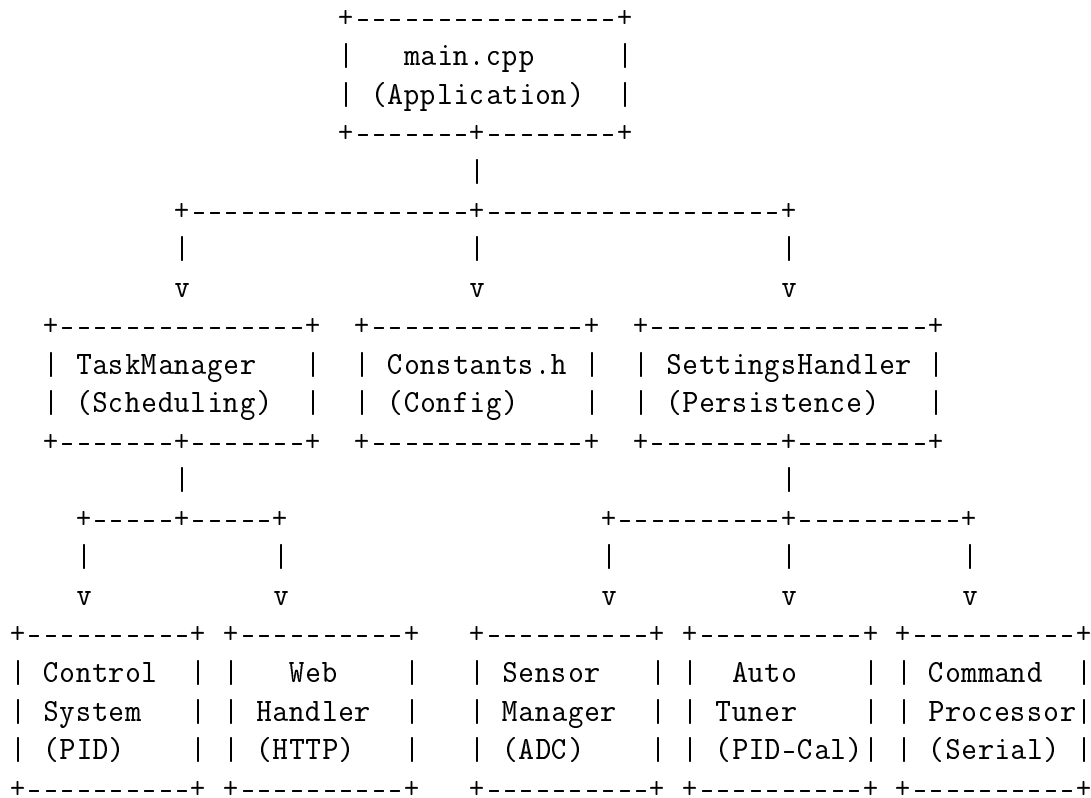 main.cpp
(Application)
TaskManager Constants.h SettingsHandler
(Scheduling) (Config) (Persistence)
Control Web Sensor Auto Command
System Handler Manager Tuner Processor
(PID) (HTTP) (ADC) (PID-Cal) (Serial)